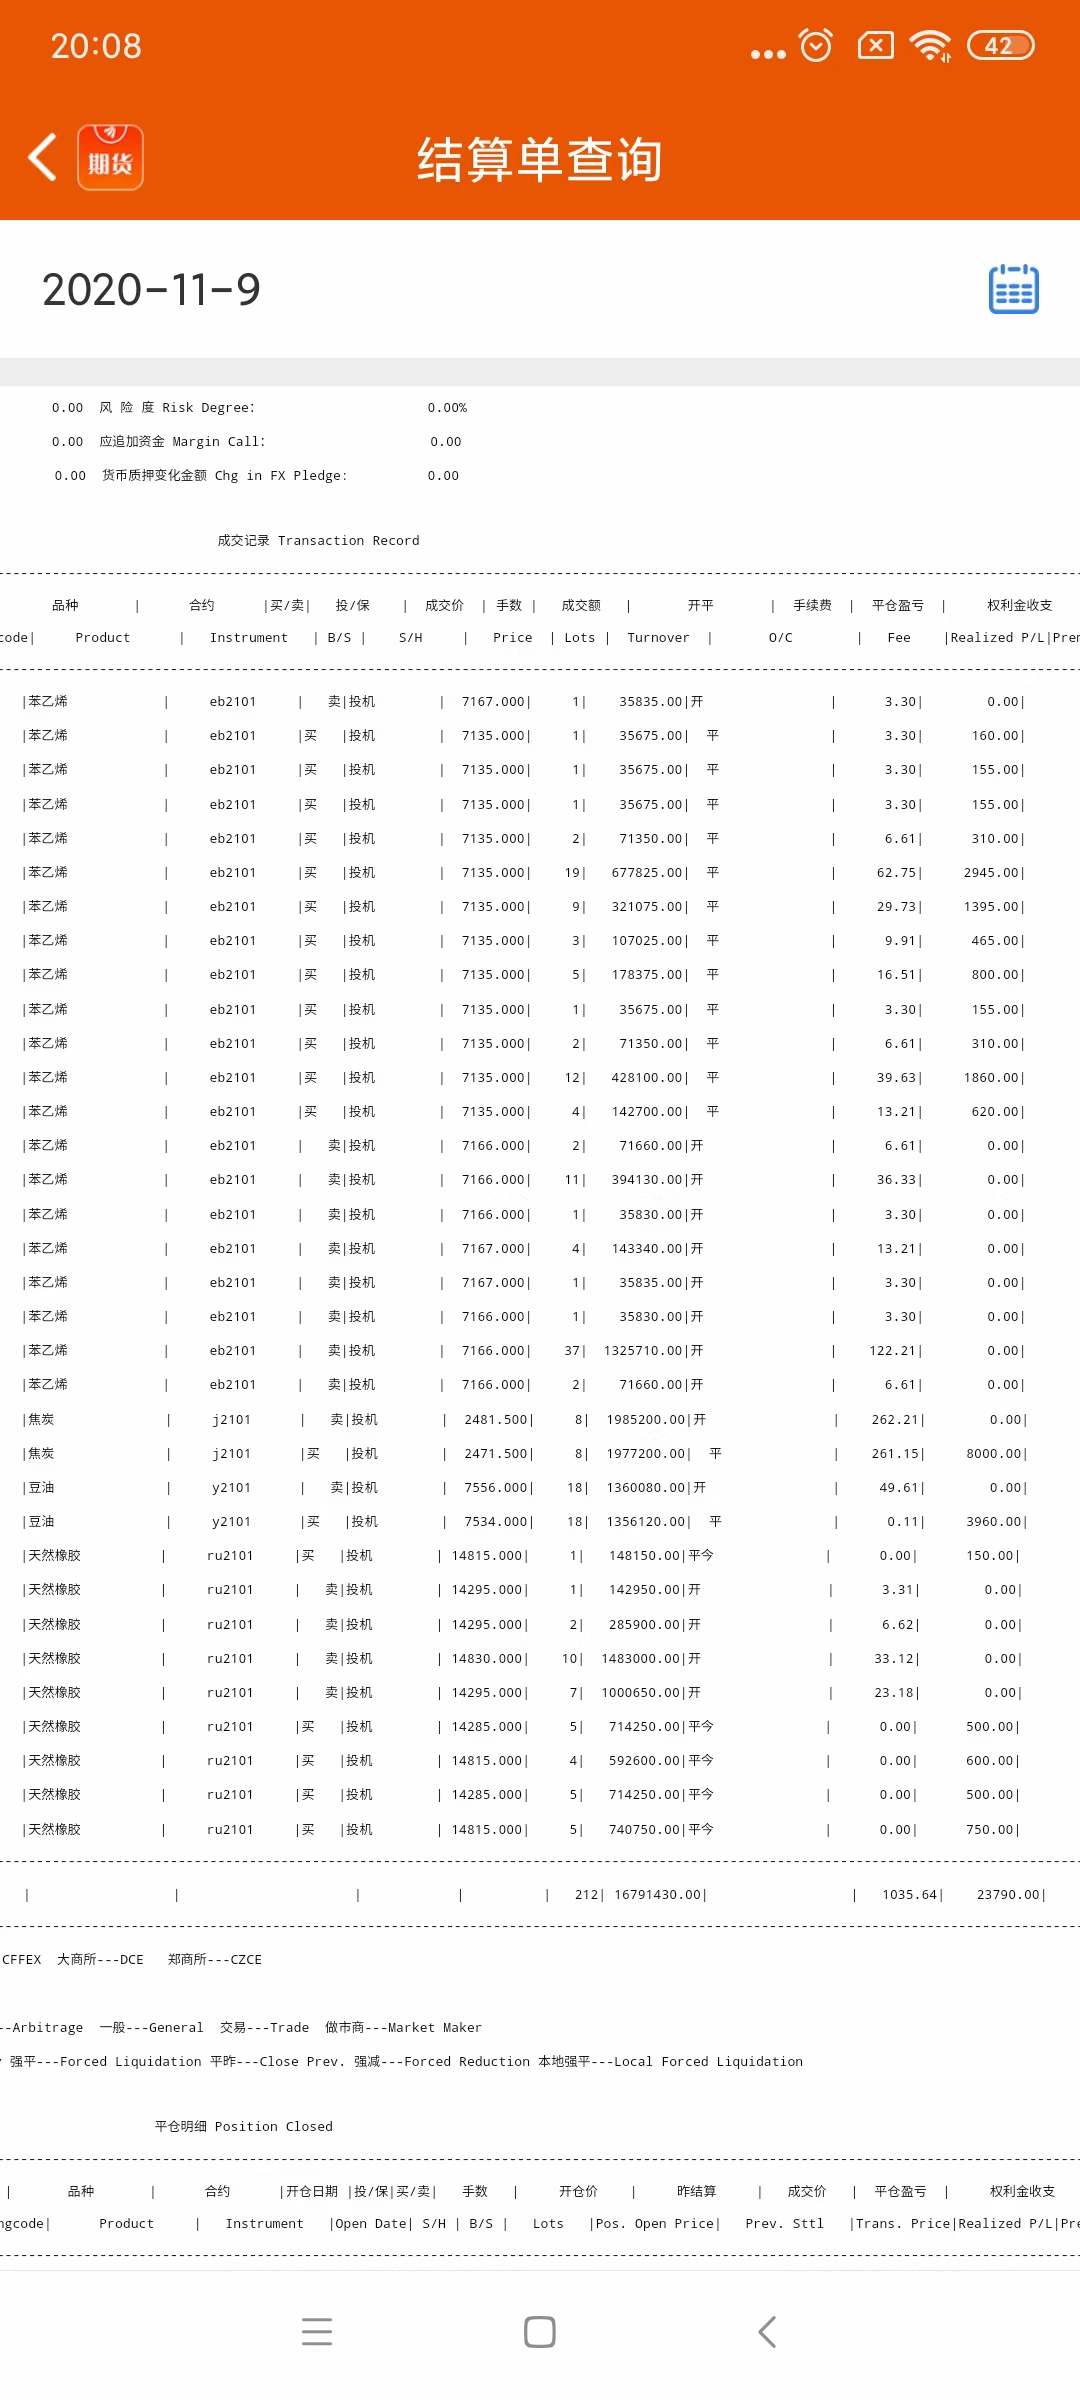 20:08
42
期货
结算单查询
2020-11-9
0.00 风 险 度 Risk Degree: 0.00%
0.00 应追加资金 Margin Call: 0.00
0.00 货币质押变化金额 Chg in FX Pledge: 0.00
成交记录 Transaction Record
品种 | 合约 |买/卖| 投/保 | 成交价 | 手数 | 成交额 | 开平 | 手续费 | 平仓盈亏 | 权利金收支
code| Product | Instrument | B/S | S/H | Price | Lots | Turnover | O/C | Fee |Realized P/L|Prem
|苯乙烯 | eb2101 | 卖|投机 | 7167.000| 1| 35835.00|开 | 3.30| 0.00|
|苯乙烯 | eb2101 |买 |投机 | 7135.000| 1| 35675.00| 平 | 3.30| 160.00|
|苯乙烯 | eb2101 |买 |投机 | 7135.000| 1| 35675.00| 平 | 3.30| 155.00|
|苯乙烯 | eb2101 |买 |投机 | 7135.000| 1| 35675.00| 平 | 3.30| 155.00|
|苯乙烯 | eb2101 |买 |投机 | 7135.000| 2| 71350.00| 平 | 6.61| 310.00|
|苯乙烯 | eb2101 |买 |投机 | 7135.000| 19| 677825.00| 平 | 62.75| 2945.00|
|苯乙烯 | eb2101 |买 |投机 | 7135.000| 9| 321075.00| 平 | 29.73| 1395.00|
|苯乙烯 | eb2101 |买 |投机 | 7135.000| 3| 107025.00| 平 | 9.91| 465.00|
|苯乙烯 | eb2101 |买 |投机 | 7135.000| 5| 178375.00| 平 | 16.51| 800.00|
|苯乙烯 | eb2101 |买 |投机 | 7135.000| 1| 35675.00| 平 | 3.30| 155.00|
|苯乙烯 | eb2101 |买 |投机 | 7135.000| 2| 71350.00| 平 | 6.61| 310.00|
|苯乙烯 | eb2101 |买 |投机 | 7135.000| 12| 428100.00| 平 | 39.63| 1860.00|
|苯乙烯 | eb2101 |买 |投机 | 7135.000| 4| 142700.00| 平 | 13.21| 620.00|
|苯乙烯 | eb2101 | 卖|投机 | 7166.000| 2| 71660.00|开 | 6.61| 0.00|
|苯乙烯 | eb2101 | 卖|投机 | 7166.000| 11| 394130.00|开 | 36.33| 0.00|
|苯乙烯 | eb2101 | 卖|投机 | 7166.000| 1| 35830.00|开 | 3.30| 0.00|
|苯乙烯 | eb2101 | 卖|投机 | 7167.000| 4| 143340.00|开 | 13.21| 0.00|
|苯乙烯 | eb2101 | 卖|投机 | 7167.000| 1| 35835.00|开 | 3.30| 0.00|
|苯乙烯 | eb2101 | 卖|投机 | 7166.000| 1| 35830.00|开 | 3.30| 0.00|
|苯乙烯 | eb2101 | 卖|投机 | 7166.000| 37| 1325710.00|开 | 122.21| 0.00|
|苯乙烯 | eb2101 | 卖|投机 | 7166.000| 2| 71660.00|开 | 6.61| 0.00|
|焦炭 | j2101 | 卖|投机 | 2481.500| 8| 1985200.00|开 | 262.21| 0.00|
|焦炭 | j2101 |买 |投机 | 2471.500| 8| 1977200.00| 平 | 261.15| 8000.00|
|豆油 | y2101 | 卖|投机 | 7556.000| 18| 1360080.00|开 | 49.61| 0.00|
|豆油 | y2101 |买 |投机 | 7534.000| 18| 1356120.00| 平 | 0.11| 3960.00|
|天然橡胶 | ru2101 |买 |投机 | 14815.000| 1| 148150.00|平今 | 0.00| 150.00|
|天然橡胶 | ru2101 | 卖|投机 | 14295.000| 1| 142950.00|开 | 3.31| 0.00|
|天然橡胶 | ru2101 | 卖|投机 | 14295.000| 2| 285900.00|开 | 6.62| 0.00|
|天然橡胶 | ru2101 | 卖|投机 | 14830.000| 10| 1483000.00|开 | 33.12| 0.00|
|天然橡胶 | ru2101 | 卖|投机 | 14295.000| 7| 1000650.00|开 | 23.18| 0.00|
|天然橡胶 | ru2101 |买 |投机 | 14285.000| 5| 714250.00|平今 | 0.00| 500.00|
|天然橡胶 | ru2101 |买 |投机 | 14815.000| 4| 592600.00|平今 | 0.00| 600.00|
|天然橡胶 | ru2101 |买 |投机 | 14285.000| 5| 714250.00|平今 | 0.00| 500.00|
|天然橡胶 | ru2101 |买 |投机 | 14815.000| 5| 740750.00|平今 | 0.00| 750.00|
| | | | | 212| 16791430.00| | 1035.64| 23790.00|
CFFEX 大商所---DCE 郑商所---CZCE
--Arbitrage 一般---General 交易---Trade 做市商---Market Maker
强平---Forced Liquidation 平昨---Close Prev. 强减---Forced Reduction 本地强平---Local Forced Liquidation
平仓明细 Position Closed
| 品种 | 合约 |开仓日期 |投/保|买/卖| 手数 | 开仓价 | 昨结算 | 成交价 | 平仓盈亏 | 权利金收支
ngcode| Product | Instrument |Open Date| S/H | B/S | Lots |Pos. Open Price| Prev. Sttl |Trans. Price|Realized P/L|Pre